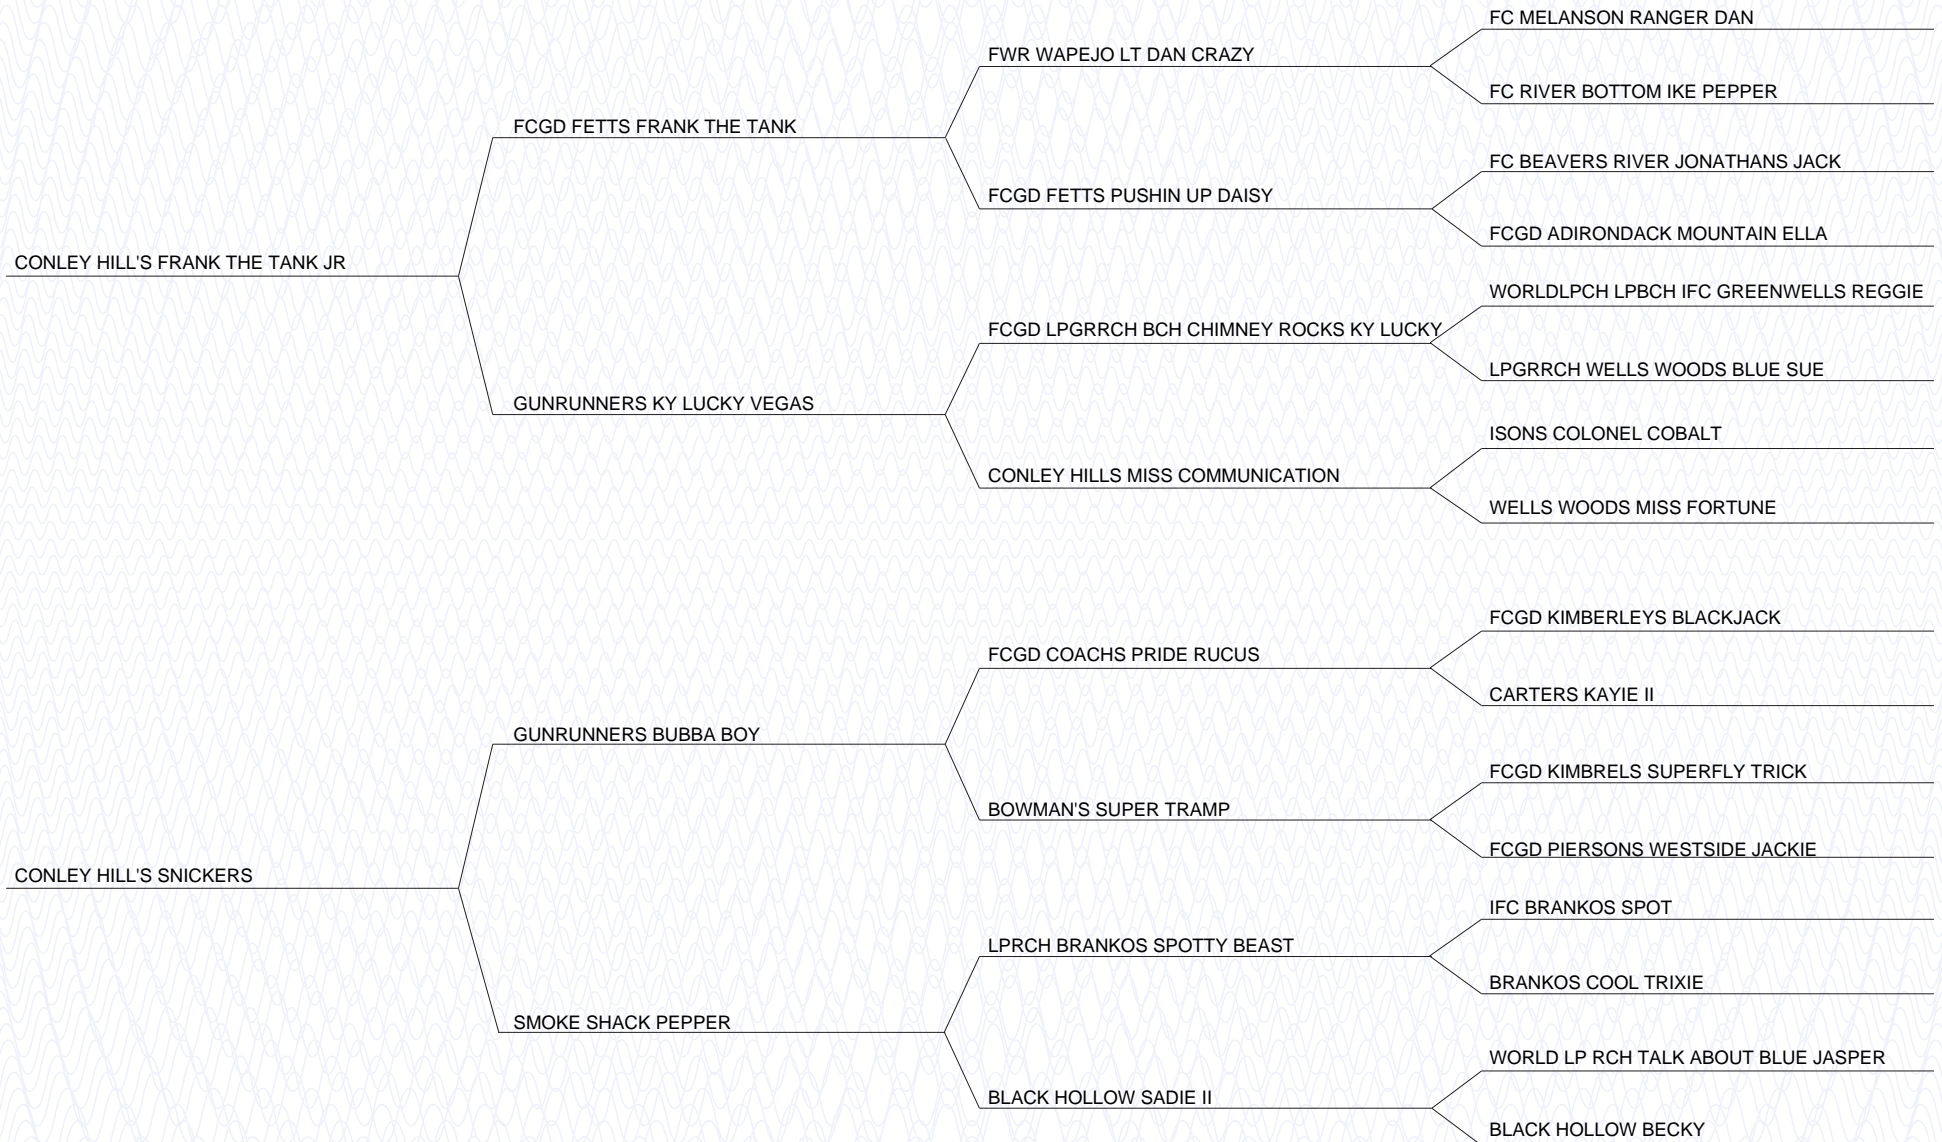 FC MELANSON RANGER DAN
FWR WAPEJO LT DAN CRAZY
FC RIVER BOTTOM IKE PEPPER
FCGD FETTS FRANK THE TANK
FC BEAVERS RIVER JONATHANS JACK
FCGD FETTS PUSHIN UP DAISY
FCGD ADIRONDACK MOUNTAIN ELLA
CONLEY HILL'S FRANK THE TANK JR
WORLDLPCH LPBCH IFC GREENWELLS REGGIE
FCGD LPGRRCH BCH CHIMNEY ROCKS KY LUCKY
LPGRRCH WELLS WOODS BLUE SUE
GUNRUNNERS KY LUCKY VEGAS
ISONS COLONEL COBALT
CONLEY HILLS MISS COMMUNICATION
WELLS WOODS MISS FORTUNE
FCGD KIMBERLEYS BLACKJACK
FCGD COACHS PRIDE RUCUS
CARTERS KAYIE II
GUNRUNNERS BUBBA BOY
FCGD KIMBRELS SUPERFLY TRICK
BOWMAN'S SUPER TRAMP
FCGD PIERSONS WESTSIDE JACKIE
CONLEY HILL'S SNICKERS
IFC BRANKOS SPOT
LPRCH BRANKOS SPOTTY BEAST
BRANKOS COOL TRIXIE
SMOKE SHACK PEPPER
WORLD LP RCH TALK ABOUT BLUE JASPER
BLACK HOLLOW SADIE II
BLACK HOLLOW BECKY